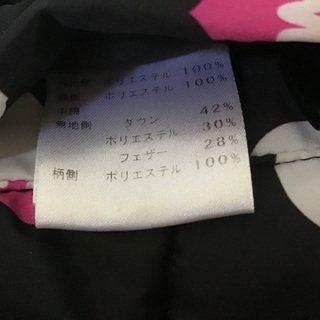 ポリエステル 100%
ポリエステル 100%
中綿
無地側 ダウン 42%
ポリエステル 30%
フェザー 28%
柄側 ポリエステル 100%